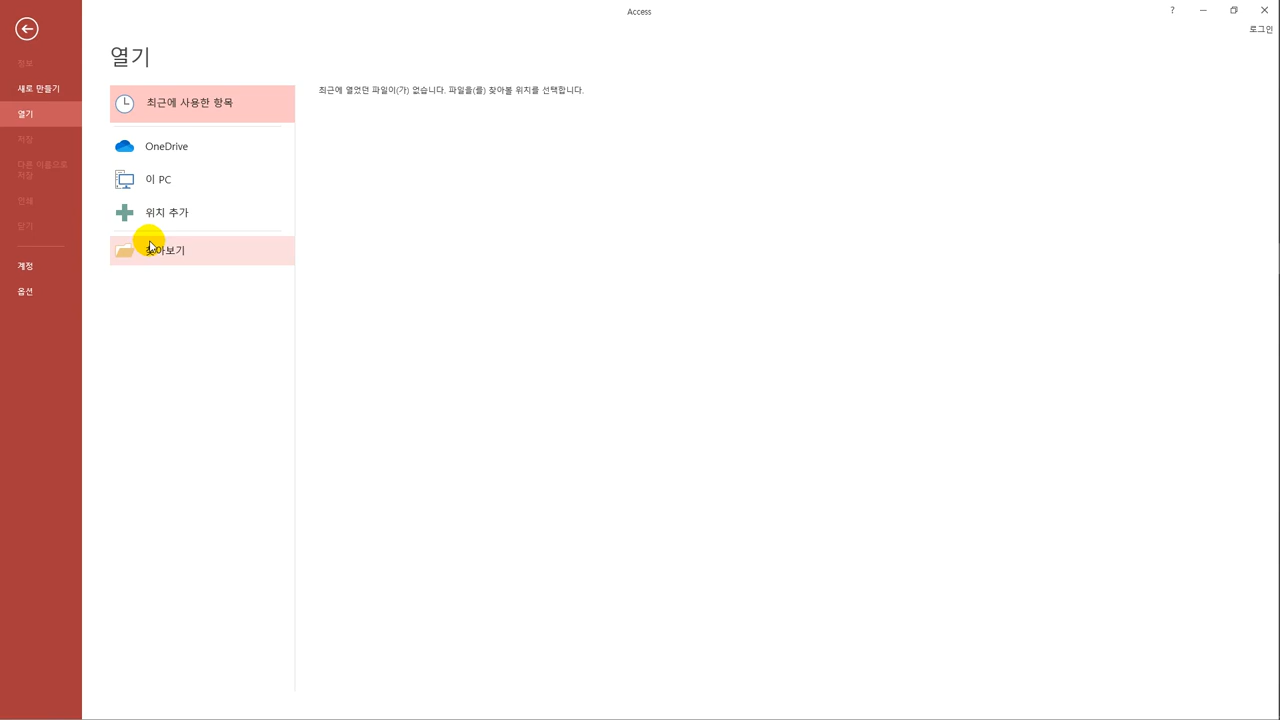 Access
?
로그인
정보
새로 만들기
열기
저장
다른 이름으로
저장
인쇄
닫기
계정
옵션
열기
최근에 사용한 항목
OneDrive
이 PC
위치 추가
찾아보기
최근에 열었던 파일이(가) 없습니다. 파일을(를) 찾아볼 위치를 선택합니다.